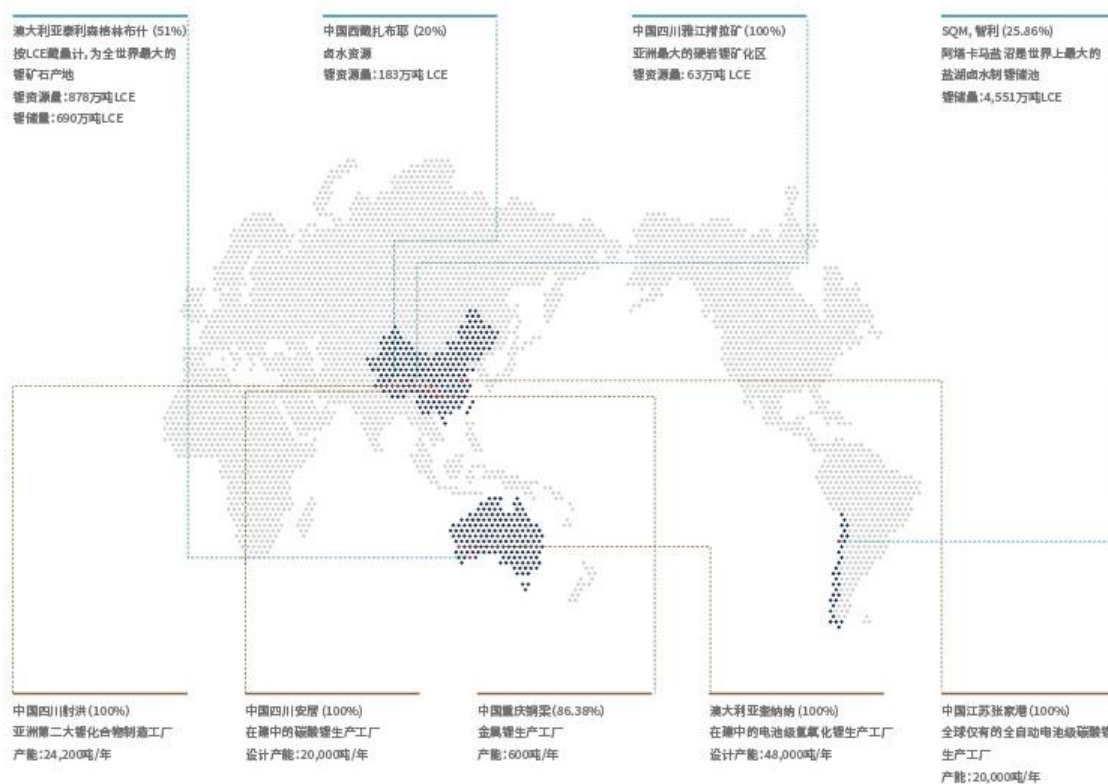 澳大利亚泰利森格林布什 (51%)
按LCE储量计,为全世界最大的
锂矿石产地
锂资源量:878万吨LCE
锂储量:690万吨LCE
中国西藏扎布耶 (20%)
卤水资源
锂资源量:183万吨 LCE
中国四川雅江措拉矿(100%)
亚洲最大的硬岩锂矿化区
锂资源量: 63万吨 LCE
SQM, 智利 (25.86%)
阿塔卡马盐沼是世界上最大的
盐湖卤水制锂储池
锂储量:4,551万吨LCE
中国四川射洪(100%)
亚洲第二大锂化合物制造工厂
产能:24,200吨/年
中国四川安居 (100%)
在建中的碳酸锂生产工厂
设计产能:20,000吨/年
中国重庆铜梁(86.38%)
金属锂生产工厂
产能:600吨/年
澳大利亚奎纳纳 (100%)
在建中的电池级氢氧化锂生产工厂
设计产能:48,000吨/年
中国江苏张家港(100%)
全球仅有的全自动电池级碳酸锂
生产工厂
产能:20,000吨/年